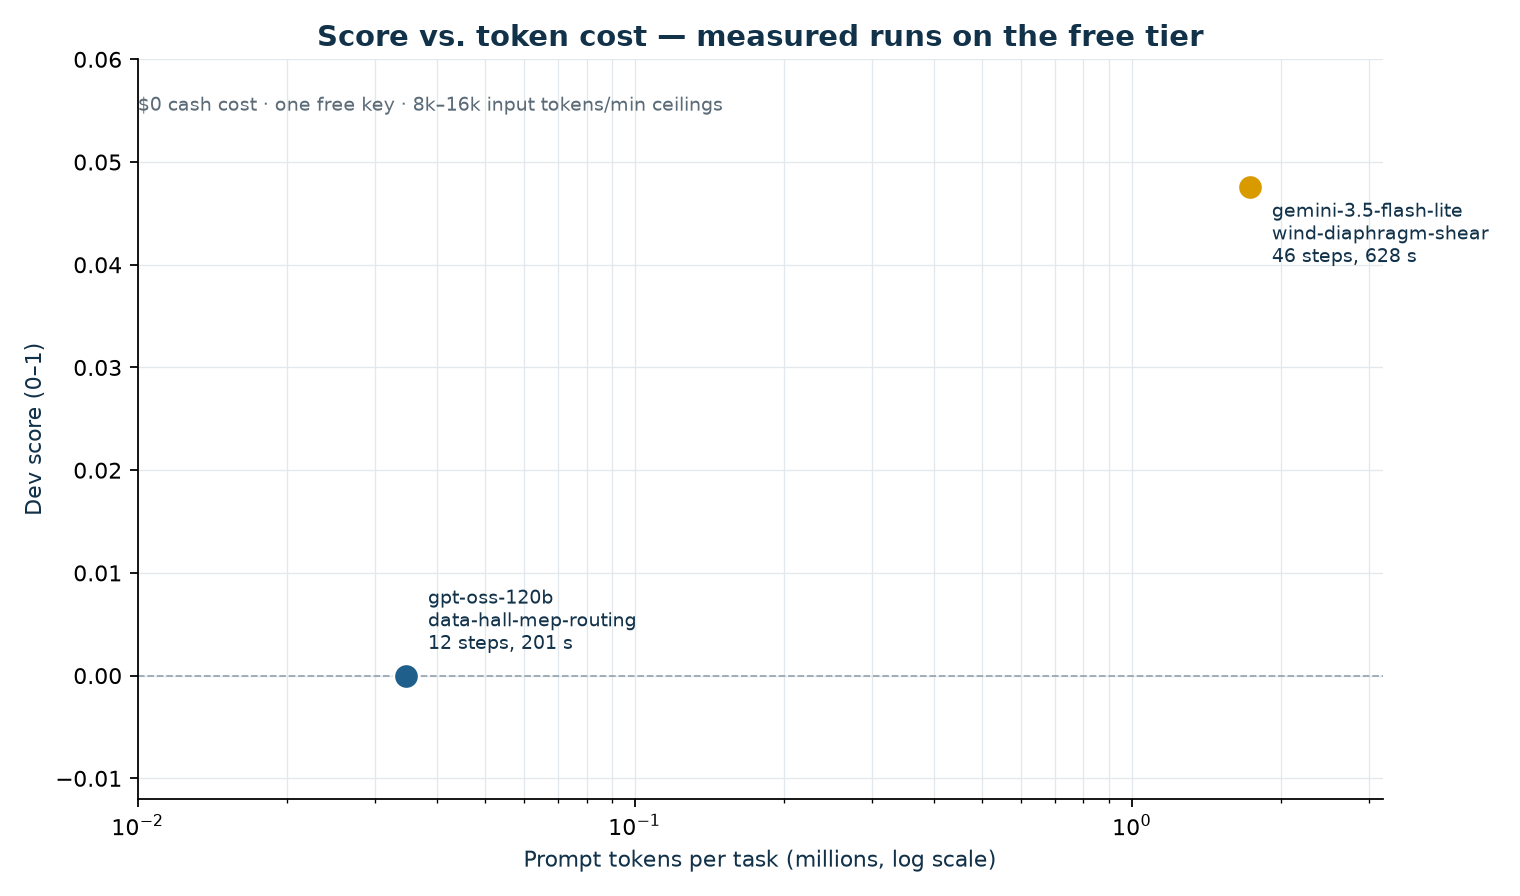 Score vs. token cost — measured runs on the free tier
0.06
$0 cash cost · one free key · 8k–16k input tokens/min ceilings
0.05
gemini-3.5-flash-lite
wind-diaphragm-shear
46 steps, 628 s
0.04
0.03
Dev score (0–1)
0.02
0.01
gpt-oss-120b
data-hall-mep-routing
12 steps, 201 s
0.00
−0.01
10⁻² 10⁻¹ 10⁰
Prompt tokens per task (millions, log scale)